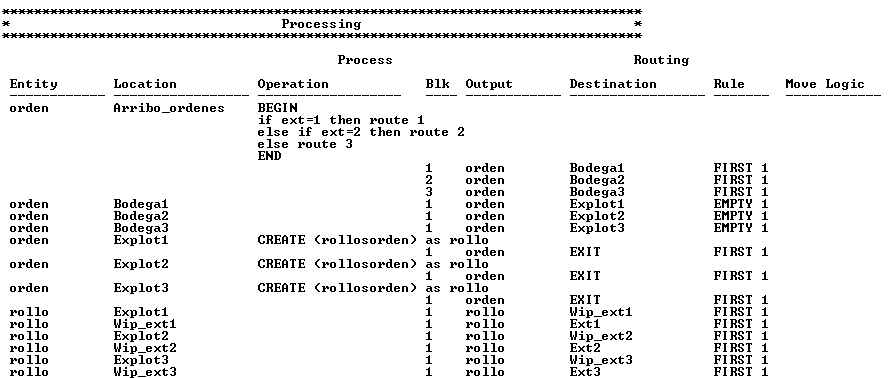 ********************************************************************************
*                                  Processing                                  *
********************************************************************************
Process Routing
Entity Location Operation Blk Output Destination Rule Move Logic
------------ ----------------- ------------------ ---- ------------ ----------------- ------- ------------
orden Arribo_ordenes BEGIN
if ext=1 then route 1
else if ext=2 then route 2
else route 3
END
1 orden Bodega1 FIRST 1
2 orden Bodega2 FIRST 1
3 orden Bodega3 FIRST 1
orden Bodega1 1 orden Explot1 EMPTY 1
orden Bodega2 1 orden Explot2 EMPTY 1
orden Bodega3 1 orden Explot3 EMPTY 1
orden Explot1 CREATE (rollosorden) as rollo
1 orden EXIT FIRST 1
orden Explot2 CREATE (rollosorden) as rollo
1 orden EXIT FIRST 1
orden Explot3 CREATE (rollosorden) as rollo
1 orden EXIT FIRST 1
rollo Explot1 1 rollo Wip_ext1 FIRST 1
rollo Wip_ext1 1 rollo Ext1 FIRST 1
rollo Explot2 1 rollo Wip_ext2 FIRST 1
rollo Wip_ext2 1 rollo Ext2 FIRST 1
rollo Explot3 1 rollo Wip_ext3 FIRST 1
rollo Wip_ext3 1 rollo Ext3 FIRST 1